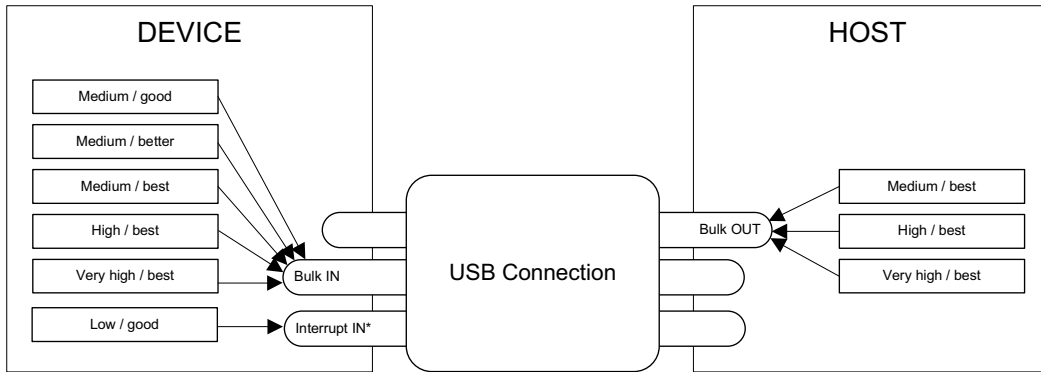 DEVICE
HOST
Medium / good
Medium / better
Medium / best
High / best
Very high / best
Low / good
Bulk IN
Interrupt IN*
USB Connection
Bulk OUT
Medium / best
High / best
Very high / best